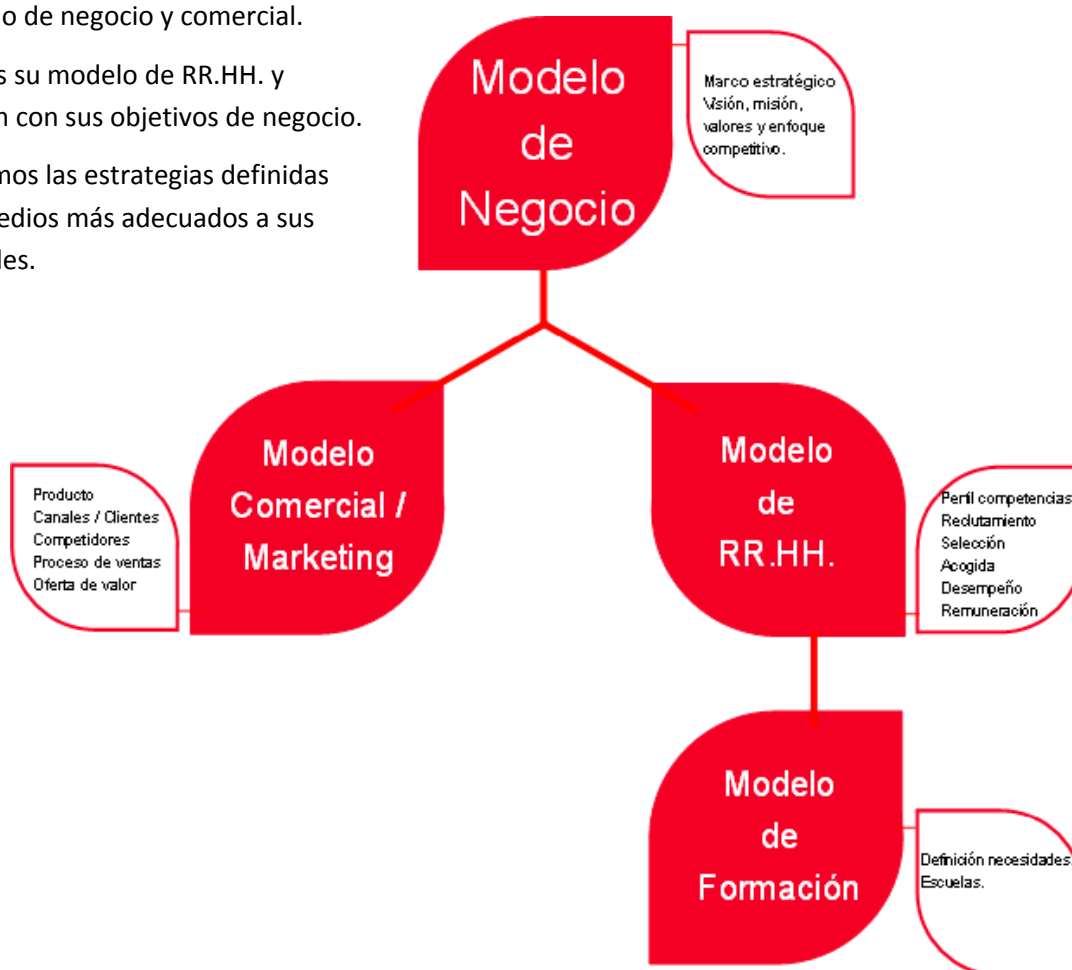 o de negocio y comercial.
s su modelo de RR.HH. y
n con sus objetivos de negocio.
mos las estrategias definidas
edios más adecuados a sus
les.
Modelo
de
Negocio
Marco estratégico
Visión, misión,
valores y enfoque
competitivo.
Modelo
Comercial /
Marketing
Producto
Canales / Clientes
Competidores
Proceso de ventas
Oferta de valor
Modelo
de
RR.HH.
Perfil competencias
Reclutamiento
Selección
Acogida
Desempeño
Remuneración
Modelo
de
Formación
Definición necesidades.
Escuelas.